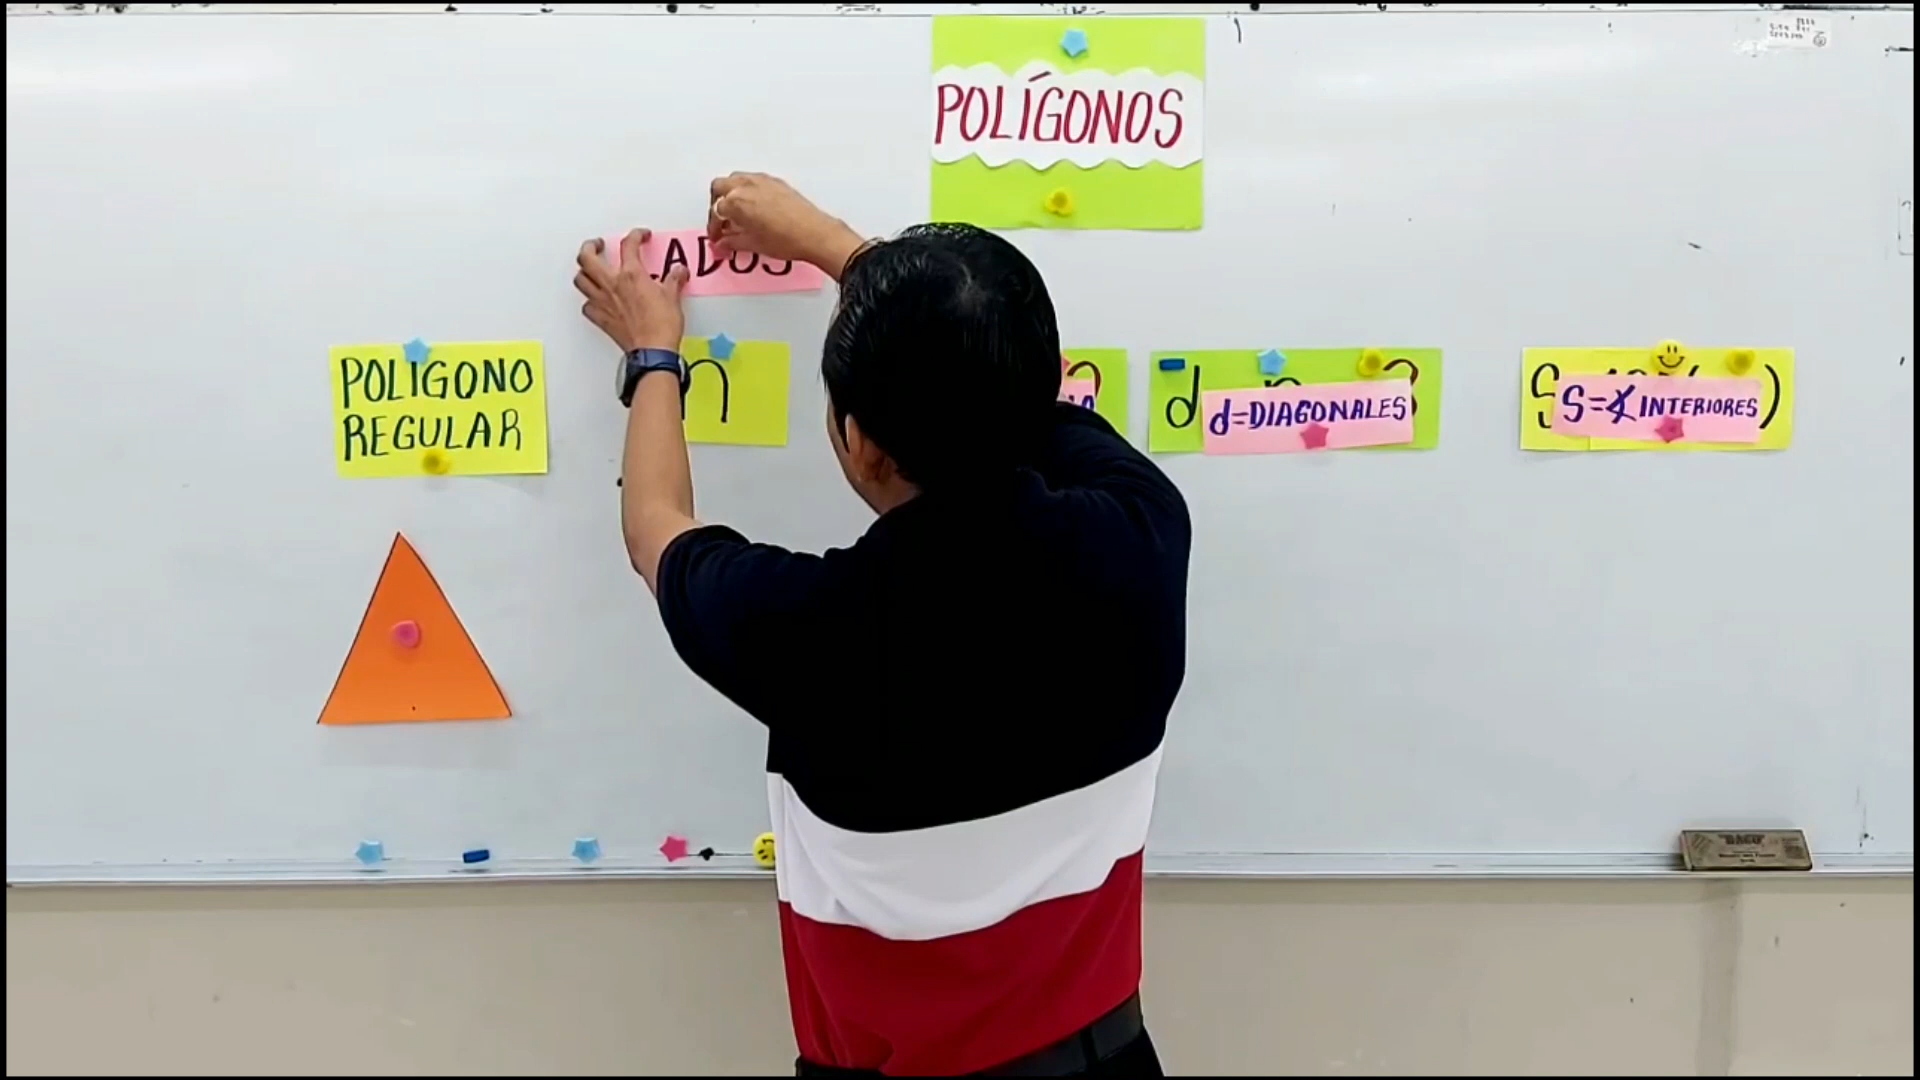 POLÍGONOS
LADOS
POLIGONO
REGULAR
n
d
d=DIAGONALES
S
S=∢ INTERIORES
)